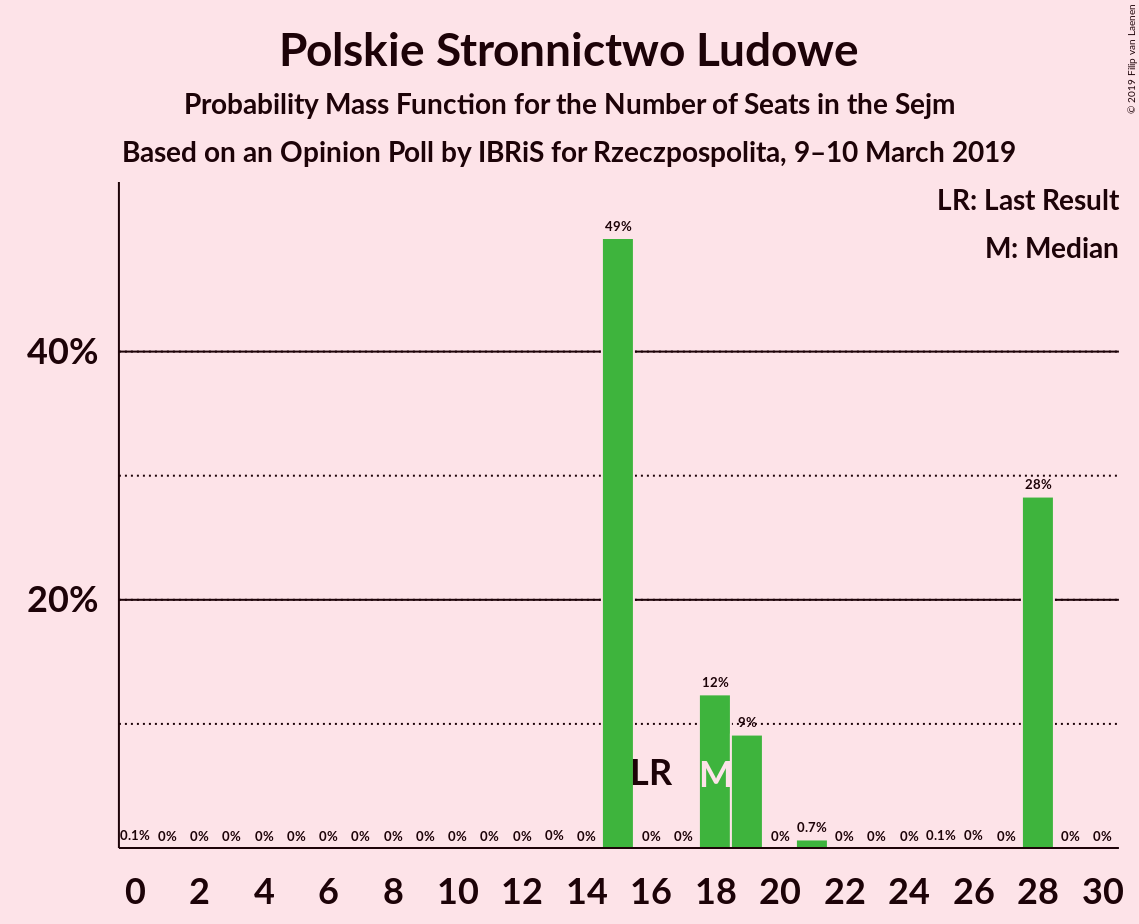 © 2019 Filip van Laenen
Polskie Stronnictwo Ludowe
Probability Mass Function for the Number of Seats in the Sejm
Based on an Opinion Poll by IBRiS for Rzeczpospolita, 9–10 March 2019
LR: Last Result
M: Median
49%
40%
28%
20%
12%
9%
LR
M
0.1% 0% 0% 0% 0% 0% 0% 0% 0% 0% 0% 0% 0% 0% 0% 0% 0% 0% 0.7% 0% 0% 0% 0.1% 0% 0% 0% 0%
0 2 4 6 8 10 12 14 16 18 20 22 24 26 28 30